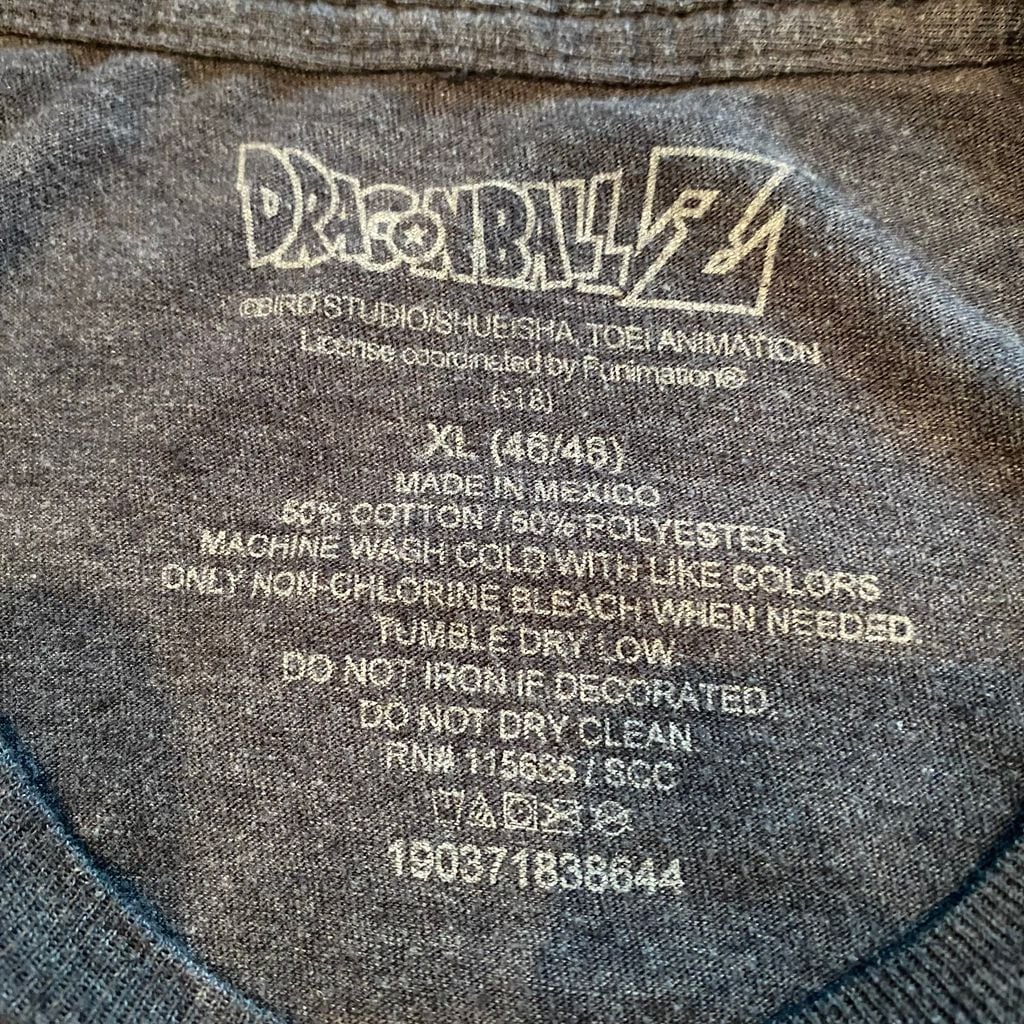 DRAGONBALL Z
©BIRD STUDIO/SHUEISHA, TOEI ANIMATION
License coordinated by Funimation®
(s18)
XL (46/48)
MADE IN MEXICO
50% COTTON / 50% POLYESTER
MACHINE WASH COLD WITH LIKE COLORS
ONLY NON-CHLORINE BLEACH WHEN NEEDED.
TUMBLE DRY LOW.
DO NOT IRON IF DECORATED.
DO NOT DRY CLEAN
RN# 115635 / SCC
190371838644